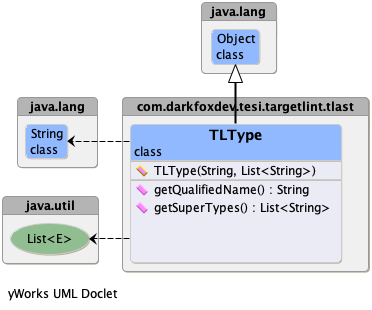 java.lang
Object
class
java.lang
String
class
com.darkfoxdev.tesi.targetlint.tlast
TLType
class
TLType(String, List<String>)
getQualifiedName() : String
getSuperTypes() : List<String>
java.util
List<E>
yWorks UML Doclet